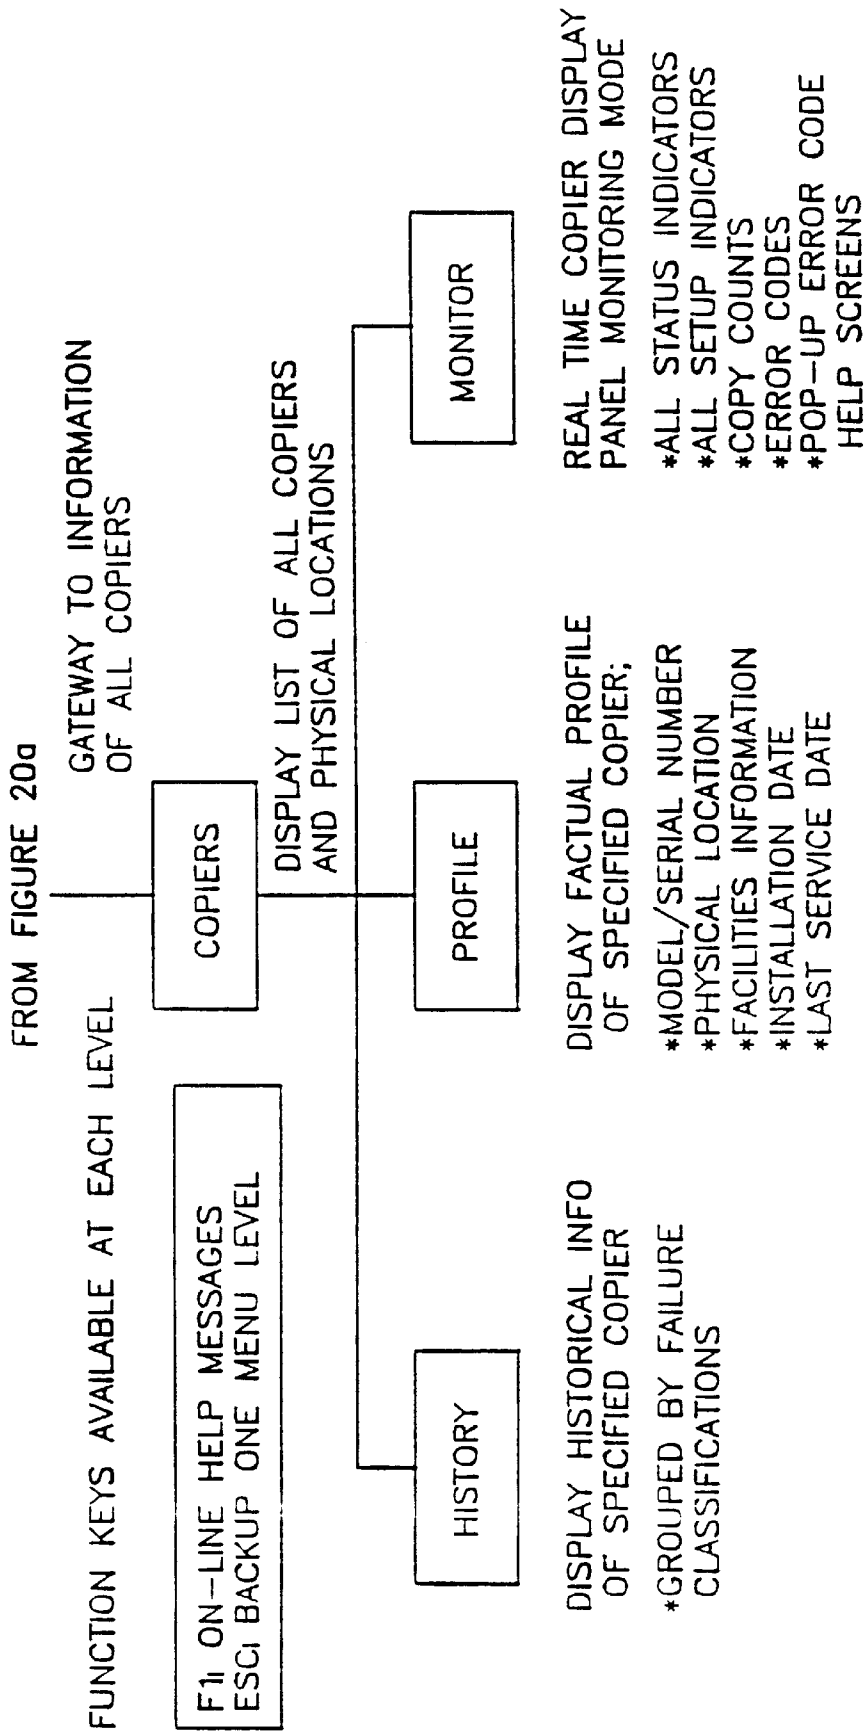 FROM FIGURE 20a
FUNCTION KEYS AVAILABLE AT EACH LEVEL
F1: ON-LINE HELP MESSAGES
ESC: BACKUP ONE MENU LEVEL
GATEWAY TO INFORMATION
OF ALL COPIERS
COPIERS
DISPLAY LIST OF ALL COPIERS
AND PHYSICAL LOCATIONS
HISTORY
DISPLAY HISTORICAL INFO
OF SPECIFIED COPIER
*GROUPED BY FAILURE
CLASSIFICATIONS
PROFILE
DISPLAY FACTUAL PROFILE
OF SPECIFIED COPIER;
*MODEL/SERIAL NUMBER
*PHYSICAL LOCATION
*FACILITIES INFORMATION
*INSTALLATION DATE
*LAST SERVICE DATE
MONITOR
REAL TIME COPIER DISPLAY
PANEL MONITORING MODE
*ALL STATUS INDICATORS
*ALL SETUP INDICATORS
*COPY COUNTS
*ERROR CODES
*POP-UP ERROR CODE
HELP SCREENS